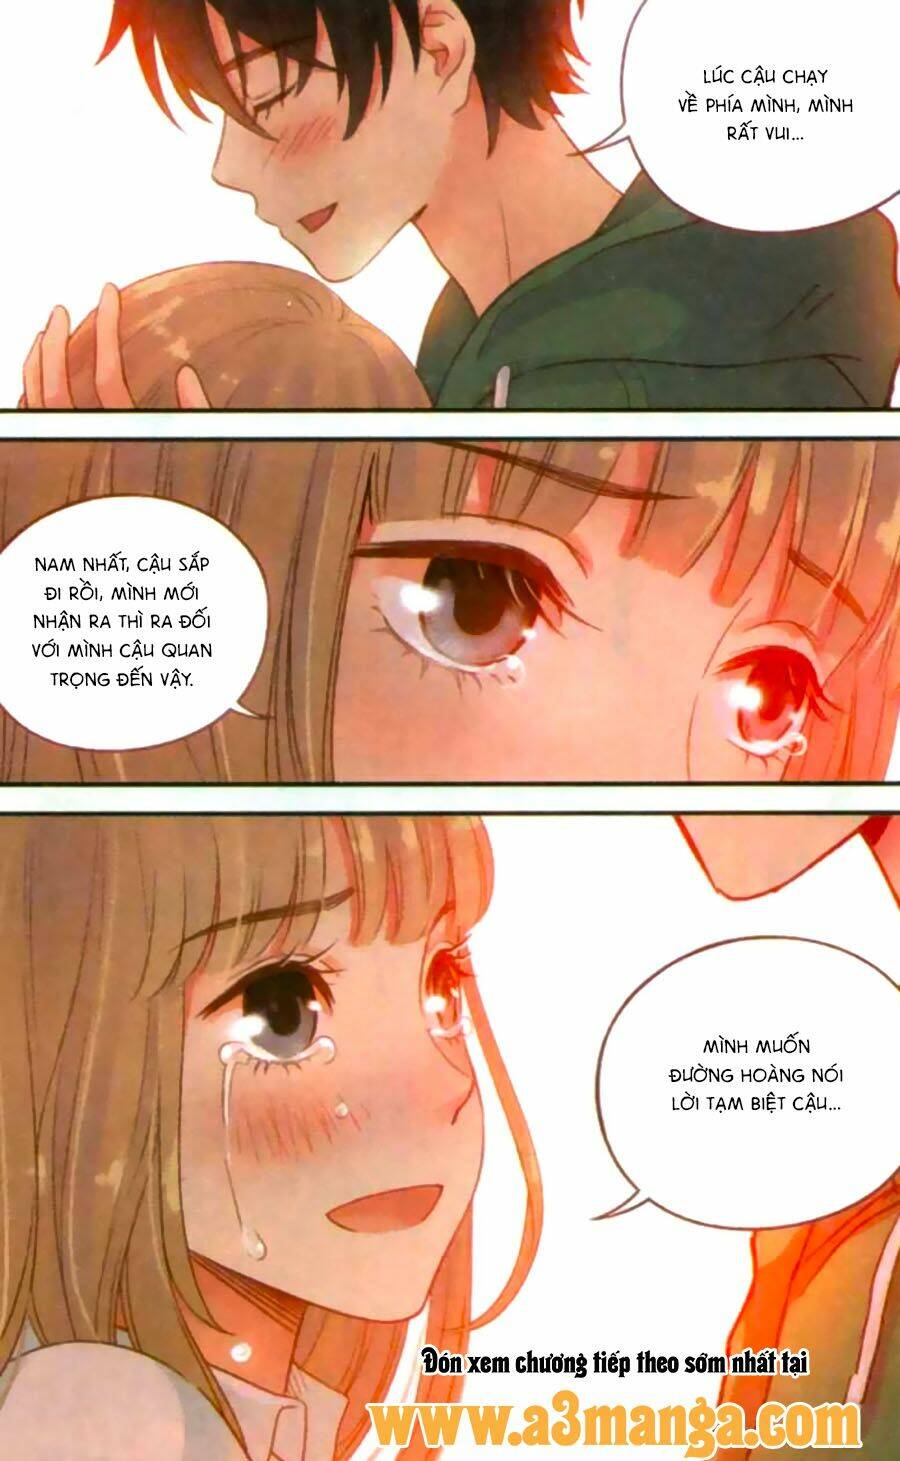 LÚC CẬU CHẠY
VỀ PHÍA MÌNH, MÌNH
RẤT VUI...
NAM NHẤT, CẬU SẮP
ĐI RỒI, MÌNH MỚI
NHẬN RA THÌ RA ĐỐI
VỚI MÌNH CẬU QUAN
TRỌNG ĐẾN VẬY.
MÌNH MUỐN
ĐƯỜNG HOÀNG NÓI
LỜI TẠM BIỆT CẬU...
Đón xem chương tiếp theo sớm nhất tại
www.a3manga.com